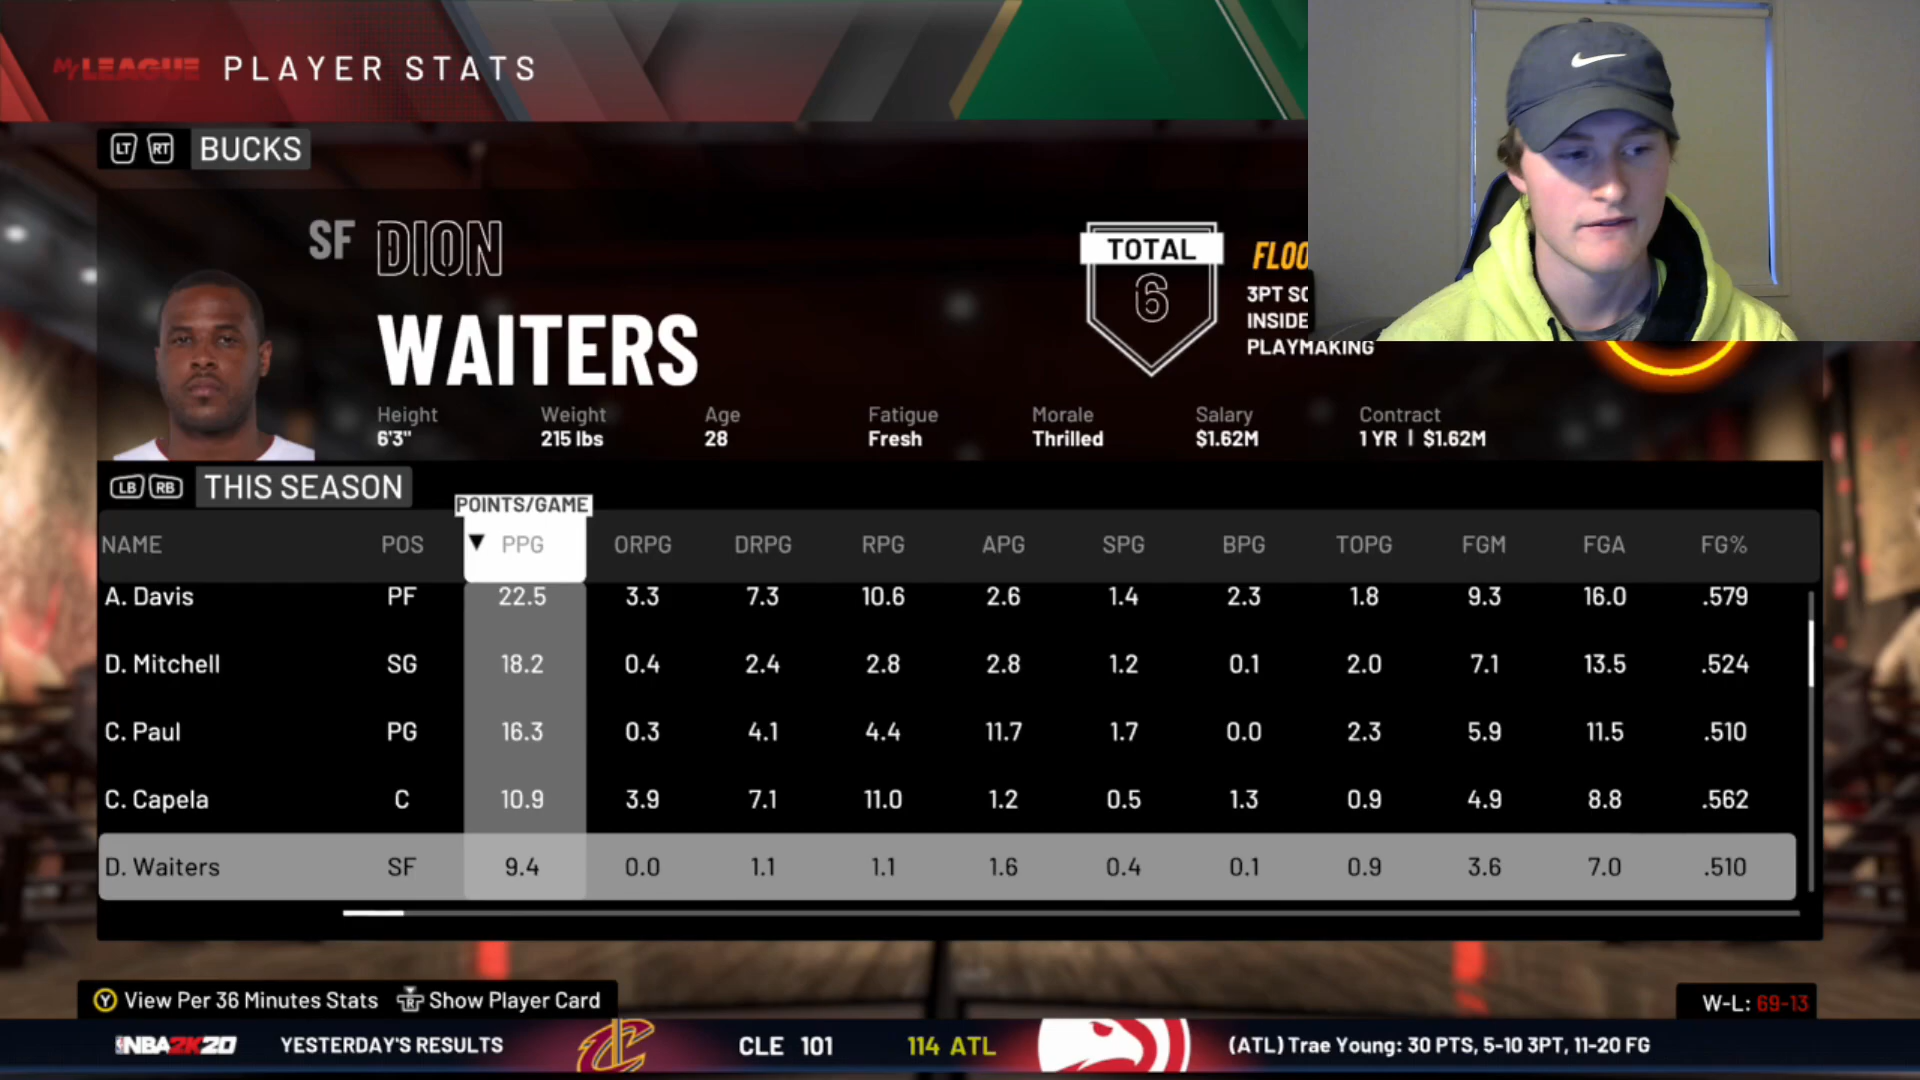 MyLEAGUE PLAYER STATS
LT RT BUCKS
SF DION
WAITERS
TOTAL
6
FLOO
3PT SC
INSIDE
PLAYMAKING
Height Weight Age Fatigue Morale Salary Contract
6'3" 215 lbs 28 Fresh Thrilled $1.62M 1 YR | $1.62M
LB RB THIS SEASON
POINTS/GAME
NAME POS ▼ PPG ORPG DRPG RPG APG SPG BPG TOPG FGM FGA FG%
A. Davis PF 22.5 3.3 7.3 10.6 2.6 1.4 2.3 1.8 9.3 16.0 .579
D. Mitchell SG 18.2 0.4 2.4 2.8 2.8 1.2 0.1 2.0 7.1 13.5 .524
C. Paul PG 16.3 0.3 4.1 4.4 11.7 1.7 0.0 2.3 5.9 11.5 .510
C. Capela C 10.9 3.9 7.1 11.0 1.2 0.5 1.3 0.9 4.9 8.8 .562
D. Waiters SF 9.4 0.0 1.1 1.1 1.6 0.4 0.1 0.9 3.6 7.0 .510
Y View Per 36 Minutes Stats R Show Player Card
W-L: 69-13
NBA2K20 YESTERDAY'S RESULTS C CLE 101 114 ATL (ATL) Trae Young: 30 PTS, 5-10 3PT, 11-20 FG